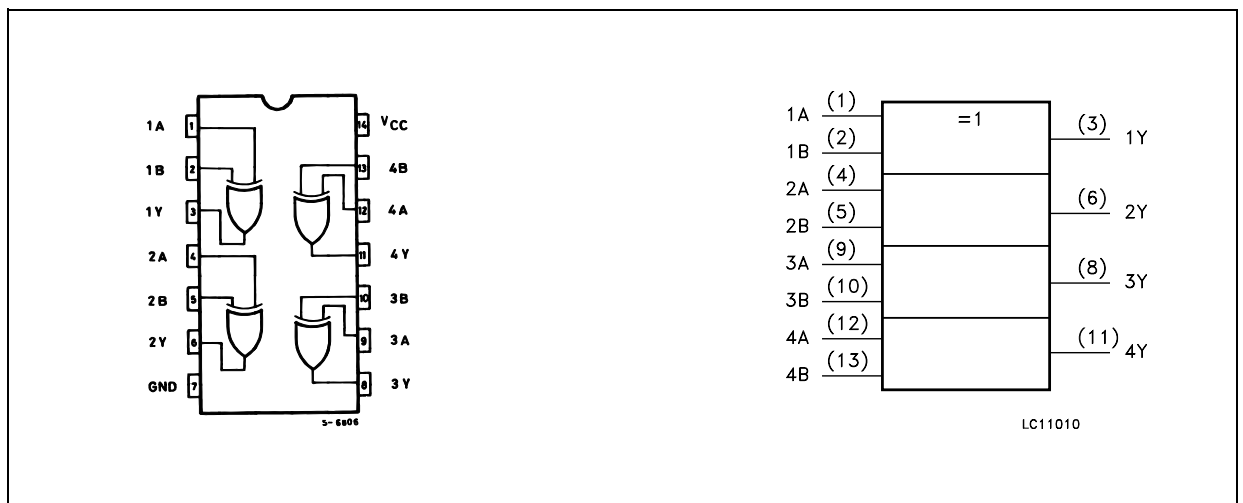 1A 1 14 VCC
1B 2 13 4B
1Y 3 12 4A
2A 4 11 4Y
2B 5 10 3B
2Y 6 9 3A
GND 7 8 3Y
S-6806
=1
1A (1)
1B (2)
(3) 1Y
2A (4)
2B (5)
(6) 2Y
3A (9)
3B (10)
(8) 3Y
4A (12)
4B (13)
(11) 4Y
LC11010